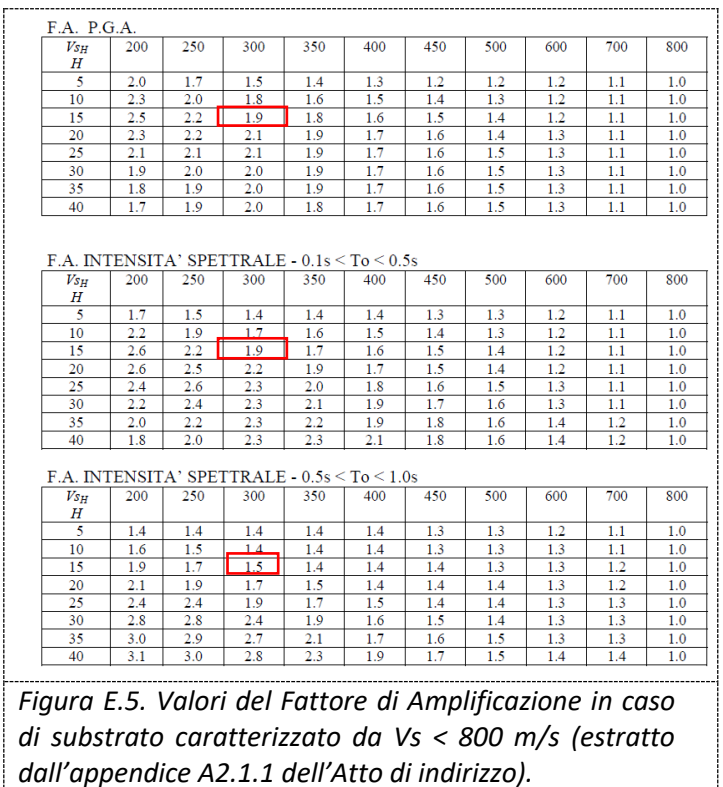 F.A. P.G.A.
VsH 200 250 300 350 400 450 500 600 700 800
H
5 2.0 1.7 1.5 1.4 1.3 1.2 1.2 1.2 1.1 1.0
10 2.3 2.0 1.8 1.6 1.5 1.4 1.3 1.2 1.1 1.0
15 2.5 2.2 1.9 1.8 1.6 1.5 1.4 1.2 1.1 1.0
20 2.3 2.2 2.1 1.9 1.7 1.6 1.4 1.3 1.1 1.0
25 2.1 2.1 2.1 1.9 1.7 1.6 1.5 1.3 1.1 1.0
30 1.9 2.0 2.0 1.9 1.7 1.6 1.5 1.3 1.1 1.0
35 1.8 1.9 2.0 1.9 1.7 1.6 1.5 1.3 1.1 1.0
40 1.7 1.9 2.0 1.8 1.7 1.6 1.5 1.3 1.1 1.0
F.A. INTENSITA' SPETTRALE - 0.1s < To < 0.5s
VsH 200 250 300 350 400 450 500 600 700 800
H
5 1.7 1.5 1.4 1.4 1.4 1.3 1.3 1.2 1.1 1.0
10 2.2 1.9 1.7 1.6 1.5 1.4 1.3 1.2 1.1 1.0
15 2.6 2.2 1.9 1.7 1.6 1.5 1.4 1.2 1.1 1.0
20 2.6 2.5 2.2 1.9 1.7 1.5 1.4 1.2 1.1 1.0
25 2.4 2.6 2.3 2.0 1.8 1.6 1.5 1.3 1.1 1.0
30 2.2 2.4 2.3 2.1 1.9 1.7 1.6 1.3 1.1 1.0
35 2.0 2.2 2.3 2.2 1.9 1.8 1.6 1.4 1.2 1.0
40 1.8 2.0 2.3 2.3 2.1 1.8 1.6 1.4 1.2 1.0
F.A. INTENSITA' SPETTRALE - 0.5s < To < 1.0s
VsH 200 250 300 350 400 450 500 600 700 800
H
5 1.4 1.4 1.4 1.4 1.4 1.3 1.3 1.2 1.1 1.0
10 1.6 1.5 1.4 1.4 1.4 1.3 1.3 1.3 1.1 1.0
15 1.9 1.7 1.5 1.4 1.4 1.4 1.3 1.3 1.2 1.0
20 2.1 1.9 1.7 1.5 1.4 1.4 1.4 1.3 1.2 1.0
25 2.4 2.4 1.9 1.7 1.5 1.4 1.4 1.3 1.3 1.0
30 2.8 2.8 2.4 1.9 1.6 1.5 1.4 1.3 1.3 1.0
35 3.0 2.9 2.7 2.1 1.7 1.6 1.5 1.3 1.3 1.0
40 3.1 3.0 2.8 2.3 1.9 1.7 1.5 1.4 1.4 1.0
Figura E.5. Valori del Fattore di Amplificazione in caso
di substrato caratterizzato da Vs < 800 m/s (estratto
dall'appendice A2.1.1 dell'Atto di indirizzo).